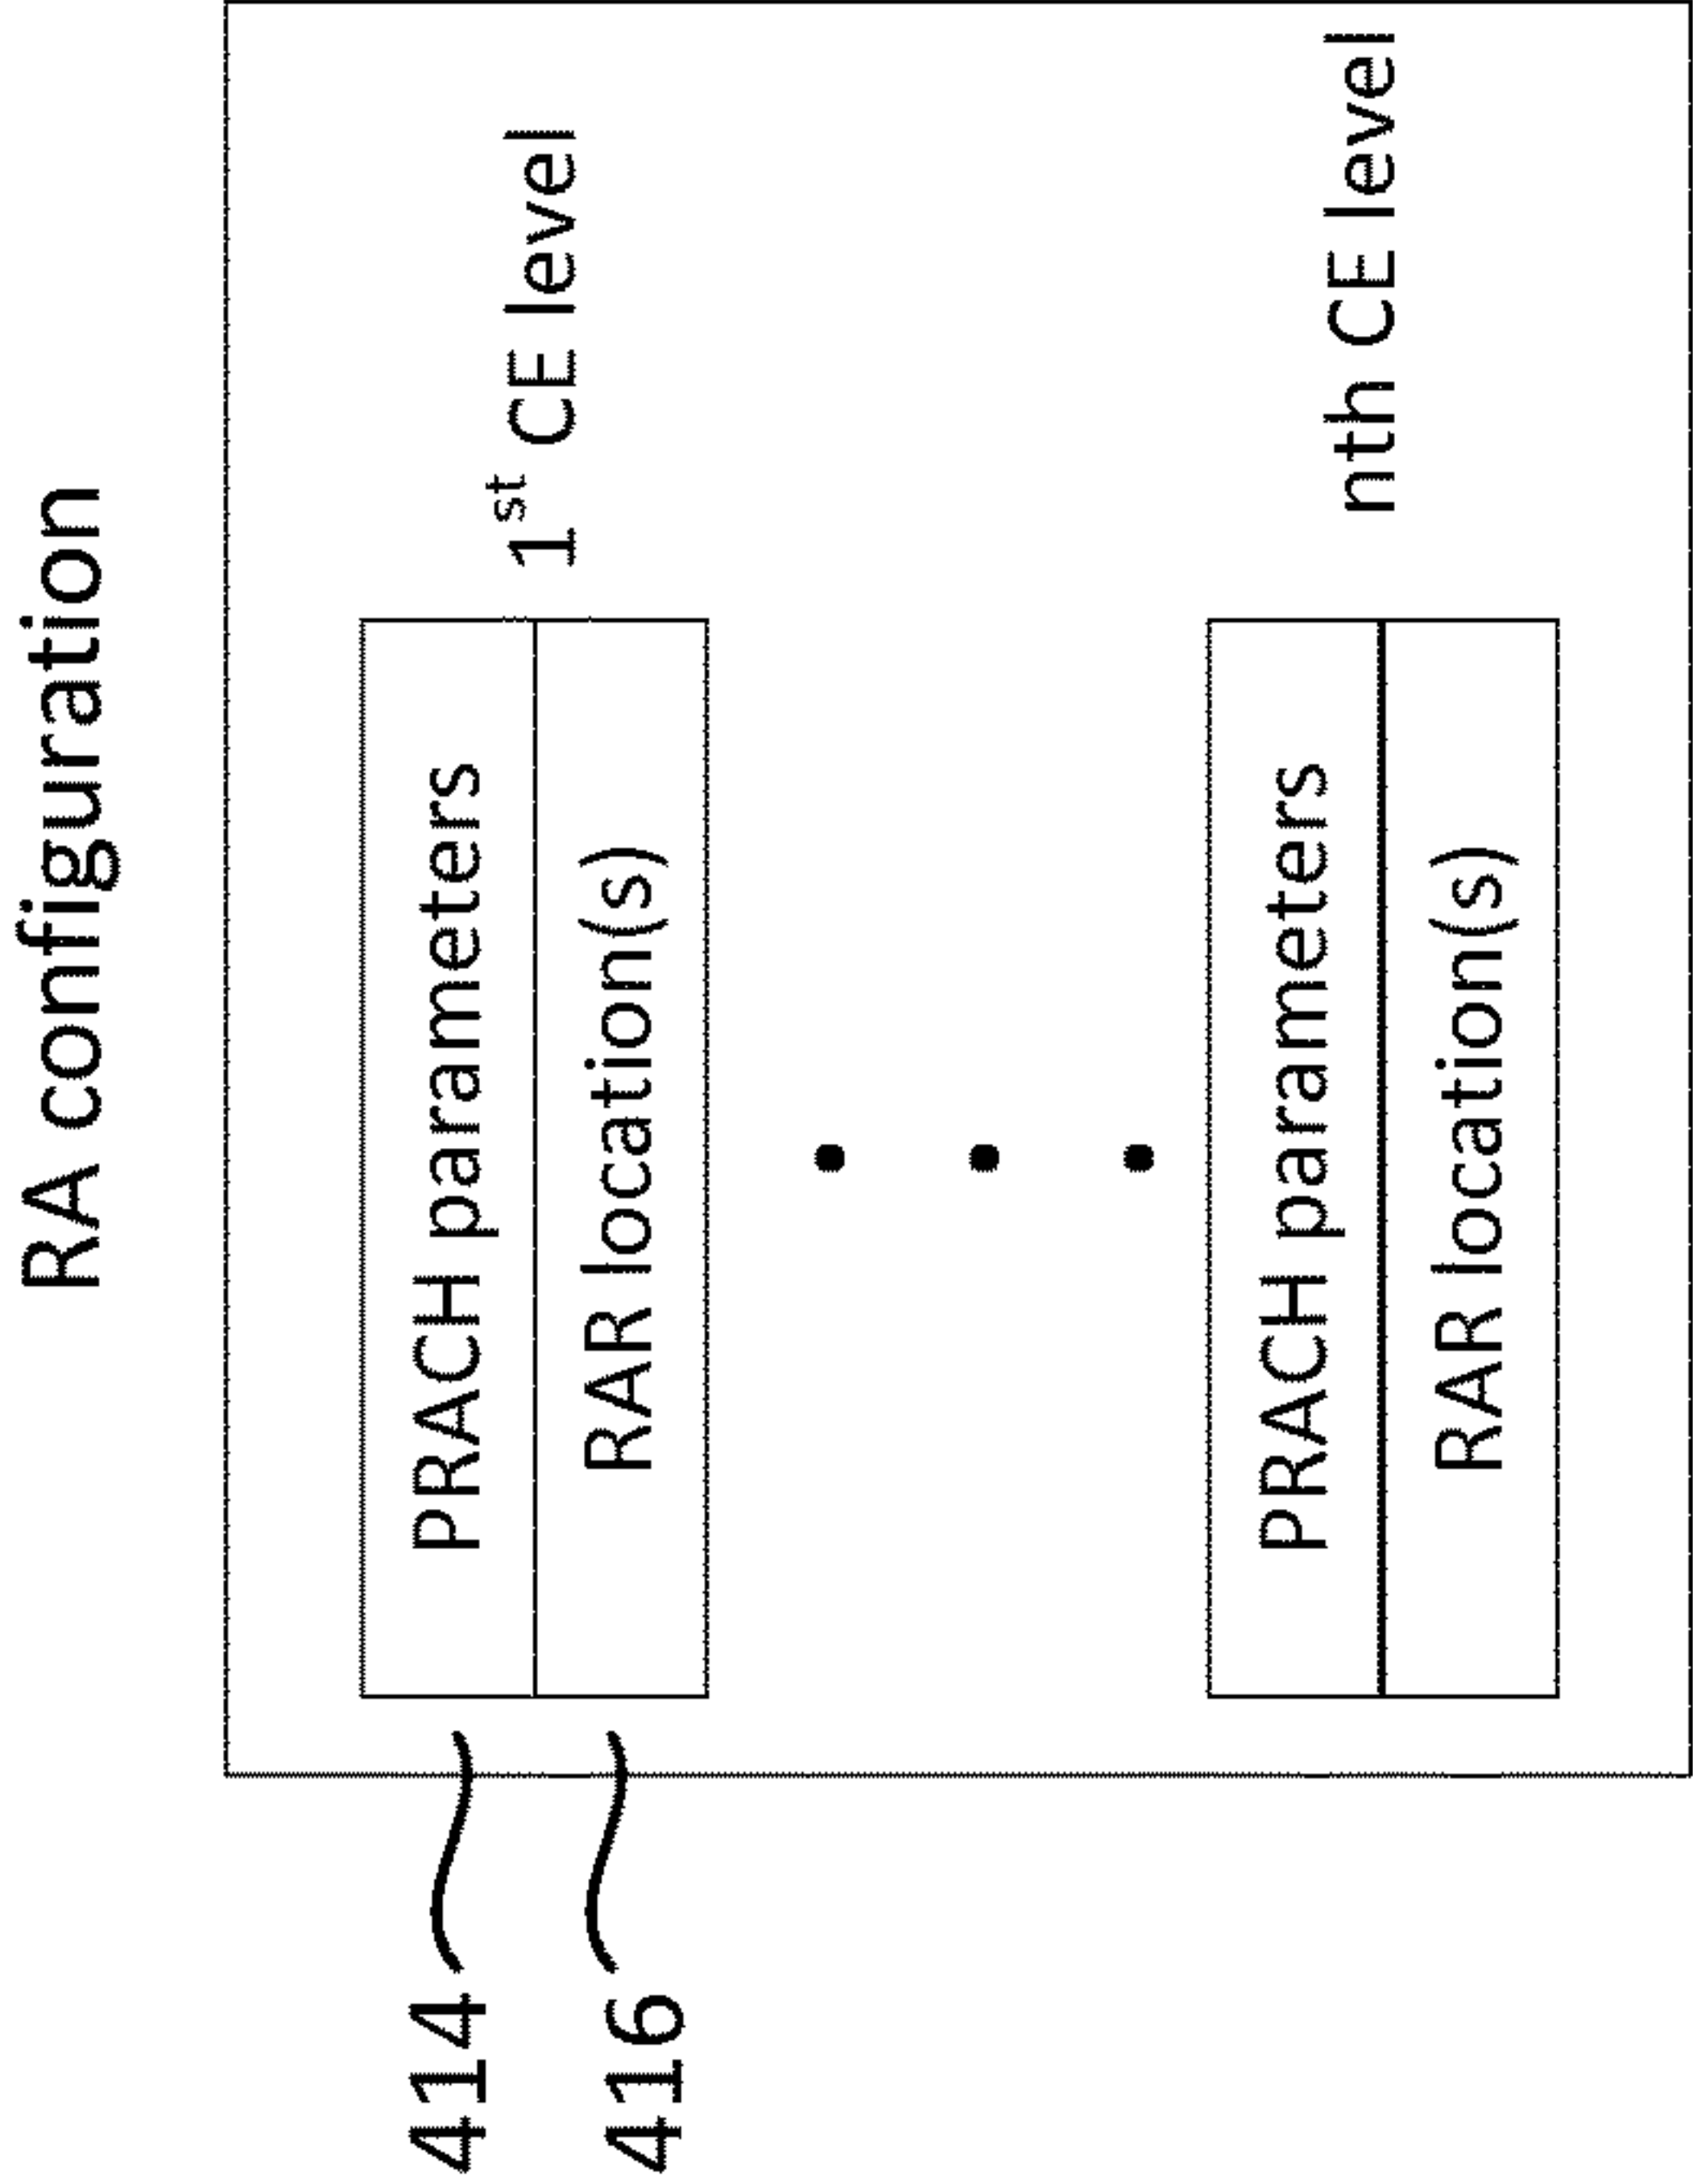 RA configuration
414
PRACH parameters
1st CE level
416
RAR location(s)
PRACH parameters
nth CE level
RAR location(s)